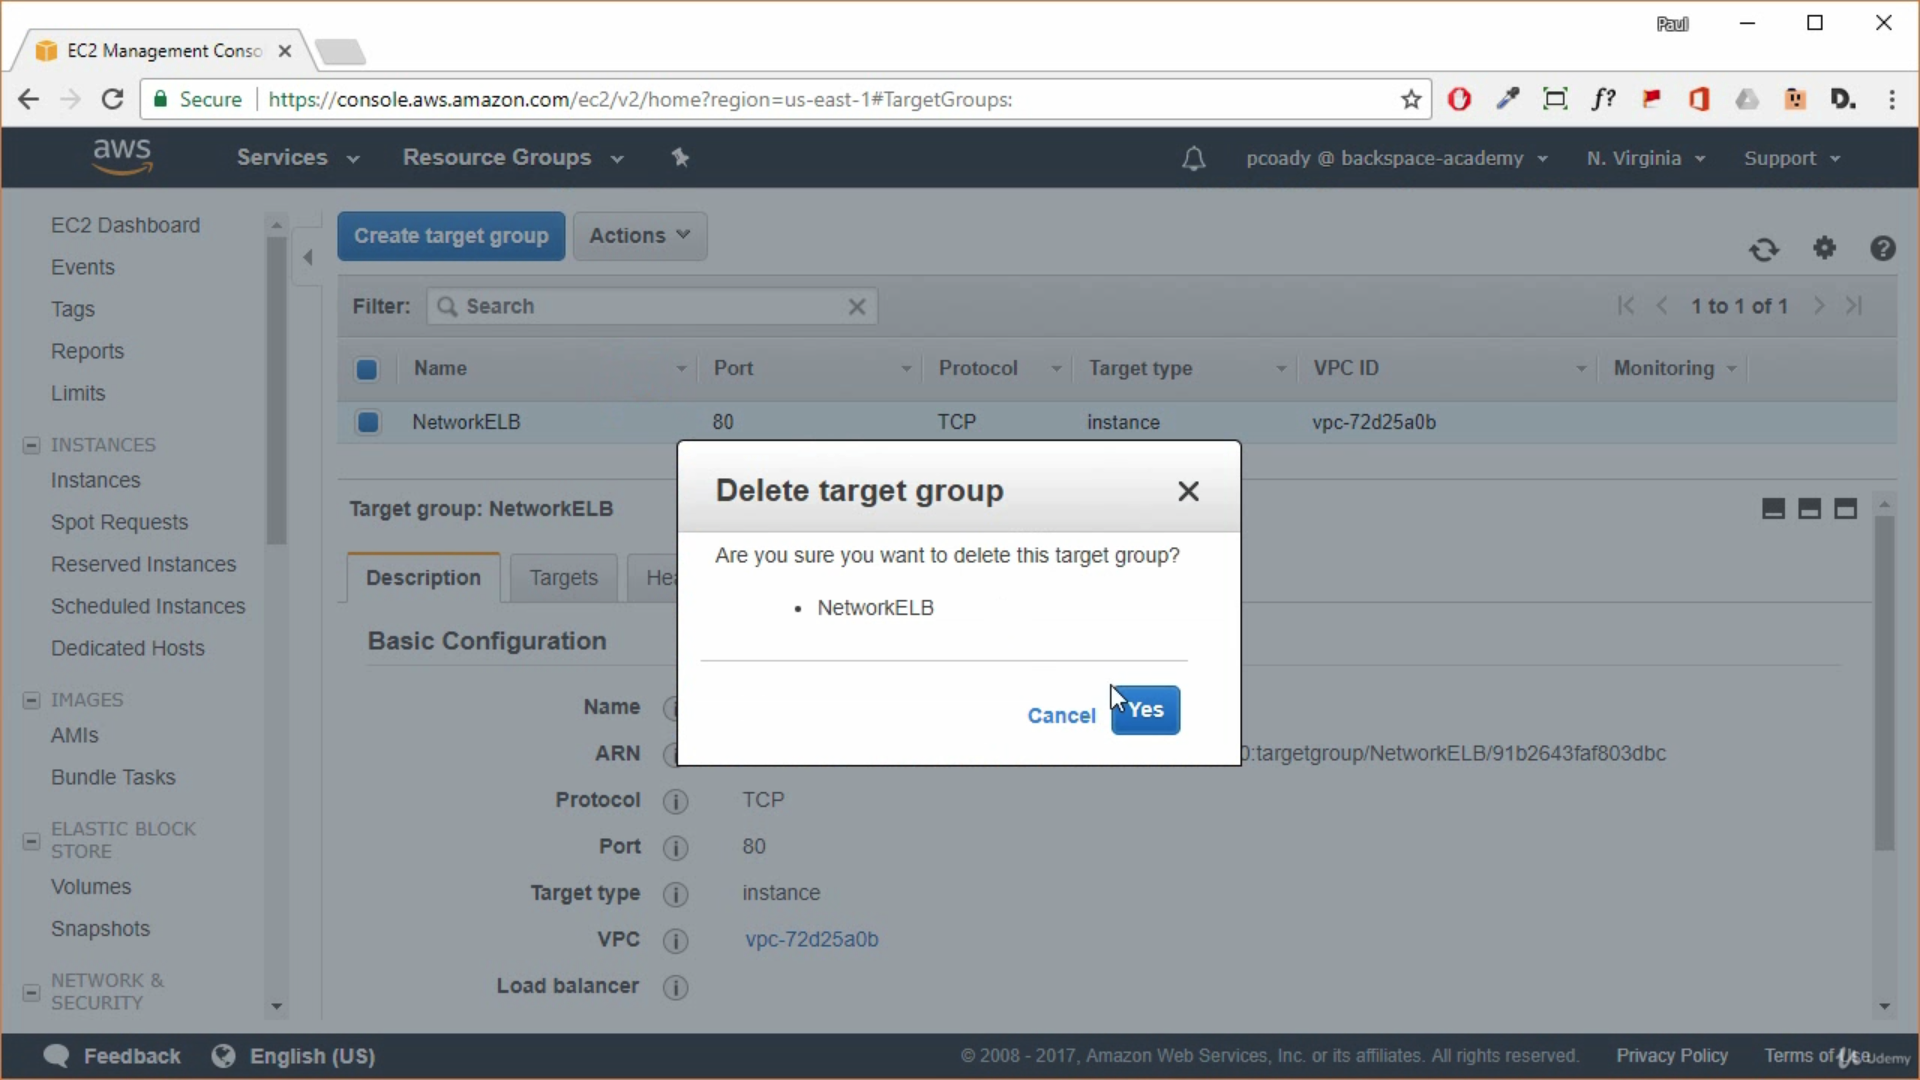 Paul
EC2 Management Conso
Secure https://console.aws.amazon.com/ec2/v2/home?region=us-east-1#TargetGroups:
f?
D.
aws Services Resource Groups pcoady @ backspace-academy N. Virginia Support
EC2 Dashboard
Events
Tags
Reports
Limits
INSTANCES
Instances
Spot Requests
Reserved Instances
Scheduled Instances
Dedicated Hosts
IMAGES
AMIs
Bundle Tasks
ELASTIC BLOCK
STORE
Volumes
Snapshots
NETWORK &
SECURITY
Create target group Actions
Filter: Search 1 to 1 of 1
Name Port Protocol Target type VPC ID Monitoring
NetworkELB 80 TCP instance vpc-72d25a0b
Target group: NetworkELB
Description Targets Hea
Basic Configuration
Name
ARN 0:targetgroup/NetworkELB/91b2643faf803dbc
Protocol TCP
Port 80
Target type instance
VPC vpc-72d25a0b
Load balancer
Delete target group
Are you sure you want to delete this target group?
• NetworkELB
Cancel Yes
Feedback English (US) © 2008 - 2017, Amazon Web Services, Inc. or its affiliates. All rights reserved. Privacy Policy Terms of Use
Udemy